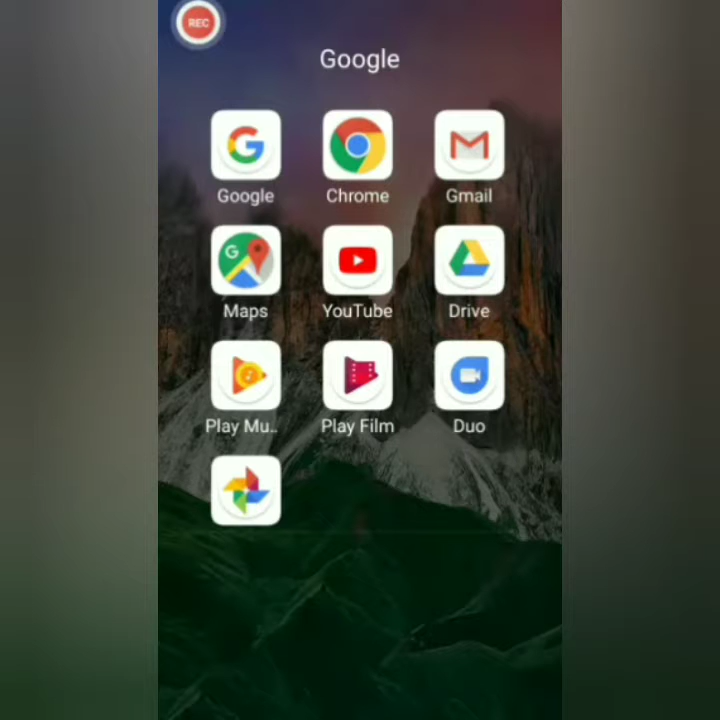 REC
Google
Google Chrome Gmail
G
Maps YouTube Drive
Play Mu.. Play Film Duo